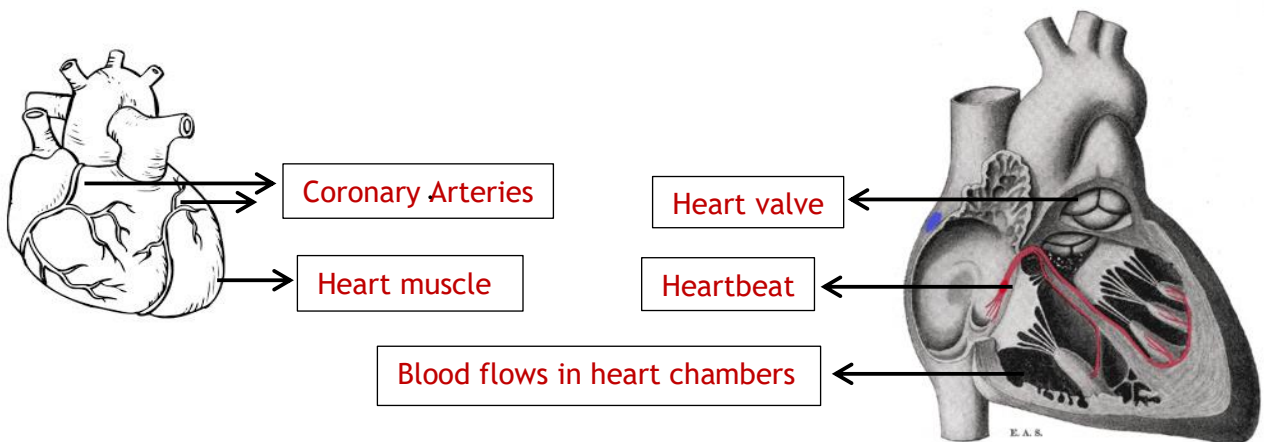 Coronary Arteries
Heart valve
Heart muscle
Heartbeat
Blood flows in heart chambers
E. A. S.